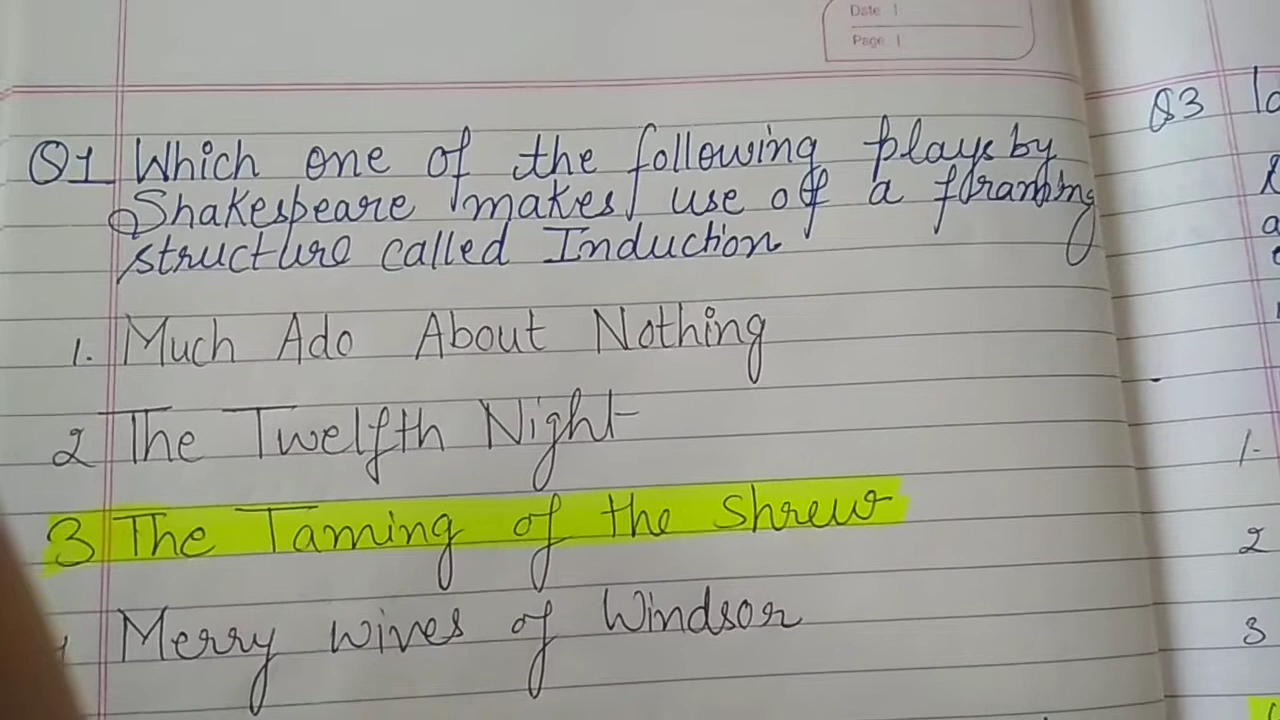 Date |
Page |
Q1 Which one of the following plays by
Shakespeare makes use of a framing
structure called Induction
1. Much Ado About Nothing
2 The Twelfth Night
3 The Taming of the Shrew
Merry wives of Windsor
Q3
1.
2
3